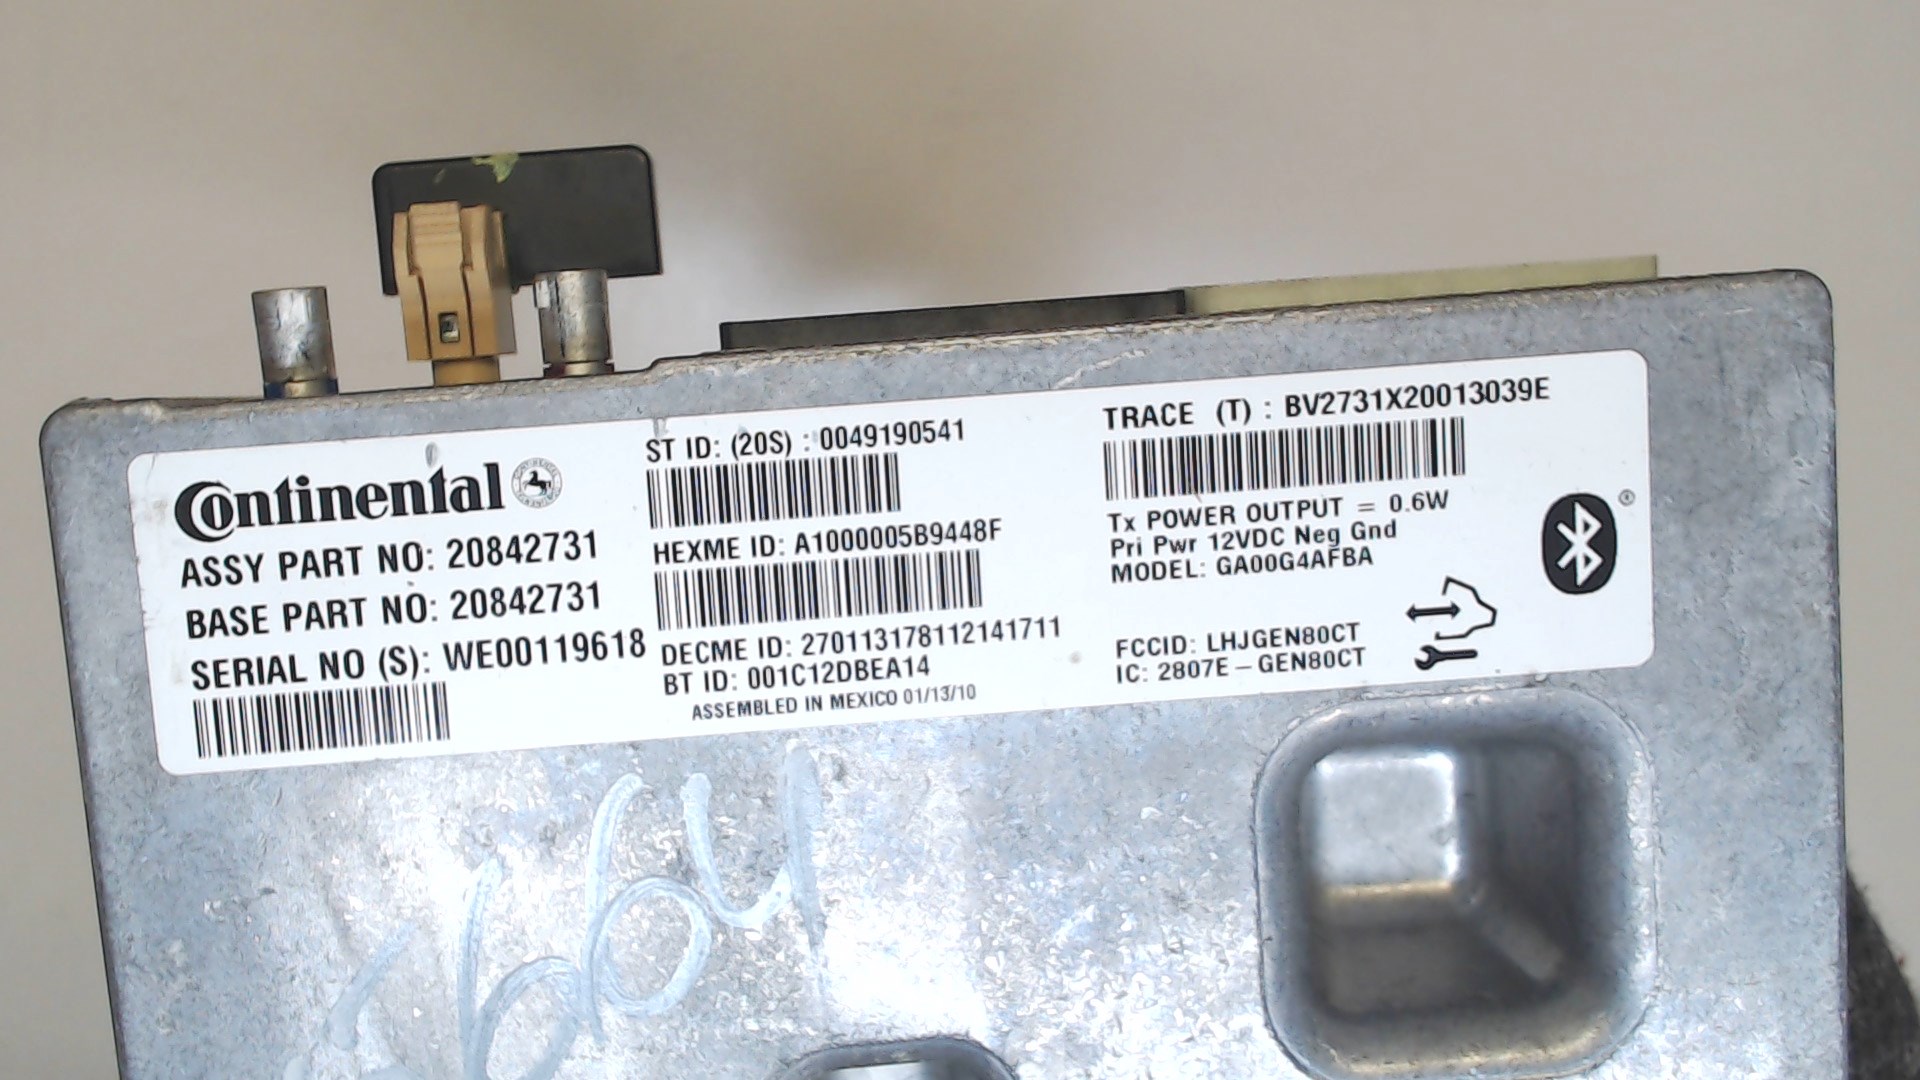 Continental
ASSY PART NO: 20842731
BASE PART NO: 20842731
SERIAL NO (S): WE00119618
ST ID: (20S) : 0049190541
HEXME ID: A1000005B9448F
DECME ID: 270113178112141711
BT ID: 001C12DBEA14
ASSEMBLED IN MEXICO 01/13/10
TRACE (T) : BV2731X20013039E
Tx POWER OUTPUT = 0.6W
Pri Pwr 12VDC Neg Gnd
MODEL: GA00G4AFBA
FCCID: LHJGEN80CT
IC: 2807E – GEN80CT
®